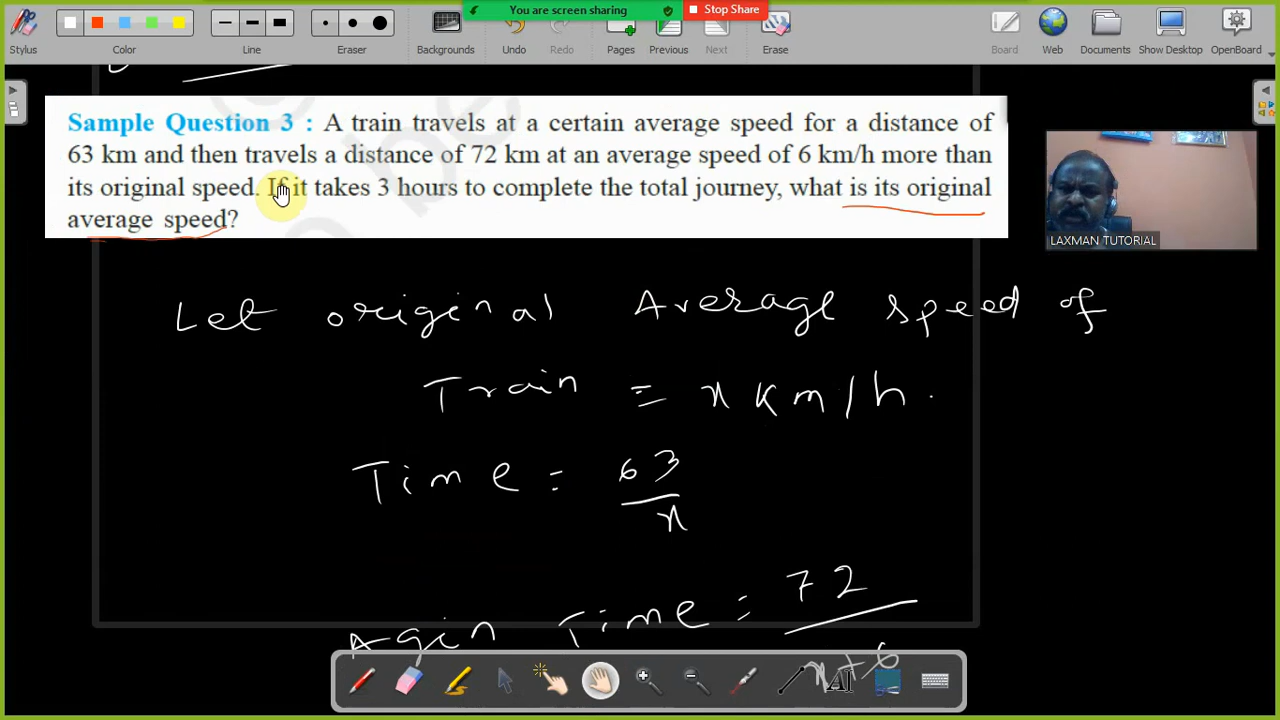 You are screen sharing Stop Share
Stylus Color Line Eraser Backgrounds Undo Redo Pages Previous Next Erase Board Web Documents Show Desktop OpenBoard
Sample Question 3 : A train travels at a certain average speed for a distance of
63 km and then travels a distance of 72 km at an average speed of 6 km/h more than
its original speed. If it takes 3 hours to complete the total journey, what is its original
average speed?
LAXMAN TUTORIAL
Let original Average speed of
Train = x km/h.
Time = 63/x
Agin Time = 72/x+6